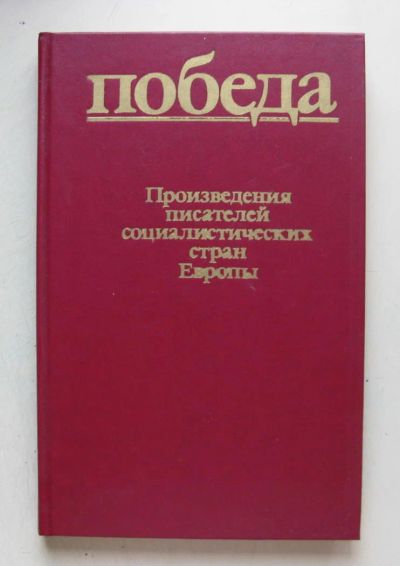 победа
Произведения
писателей
социалистических
стран
Европы